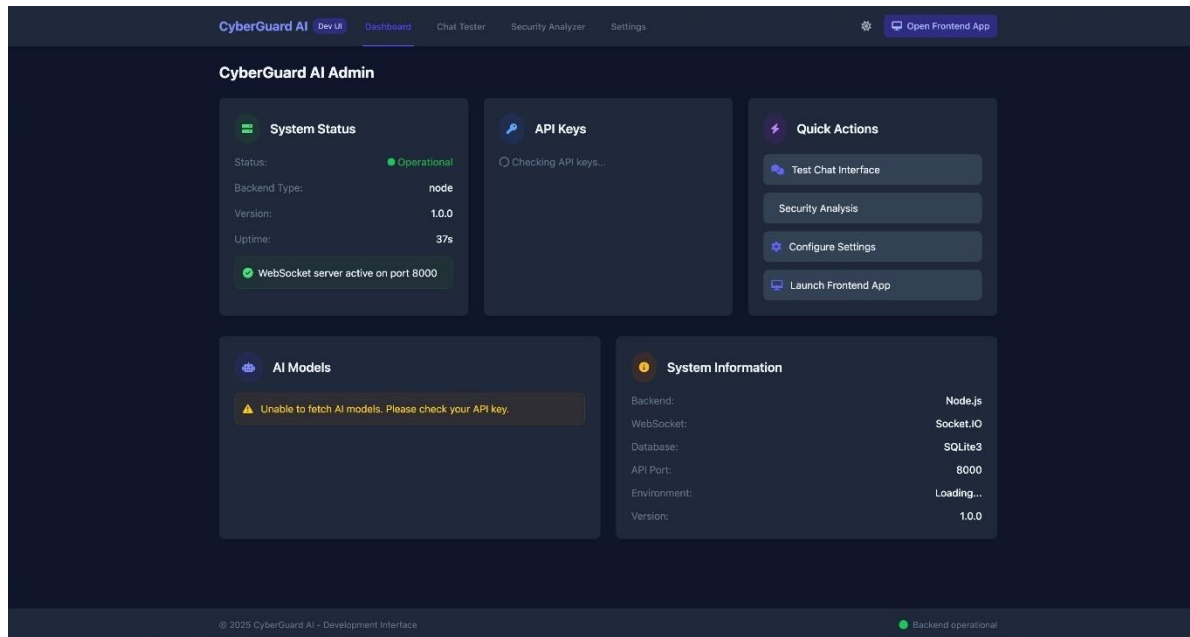 CyberGuard AI Dev UI Dashboard Chat Tester Security Analyzer Settings Open Frontend App
CyberGuard AI Admin
System Status
Status: Operational
Backend Type: node
Version: 1.0.0
Uptime: 37s
WebSocket server active on port 8000
API Keys
Checking API keys...
Quick Actions
Test Chat Interface
Security Analysis
Configure Settings
Launch Frontend App
AI Models
Unable to fetch AI models. Please check your API key.
System Information
Backend: Node.js
WebSocket: Socket.IO
Database: SQLite3
API Port: 8000
Environment: Loading...
Version: 1.0.0
© 2025 CyberGuard AI - Development Interface Backend operational